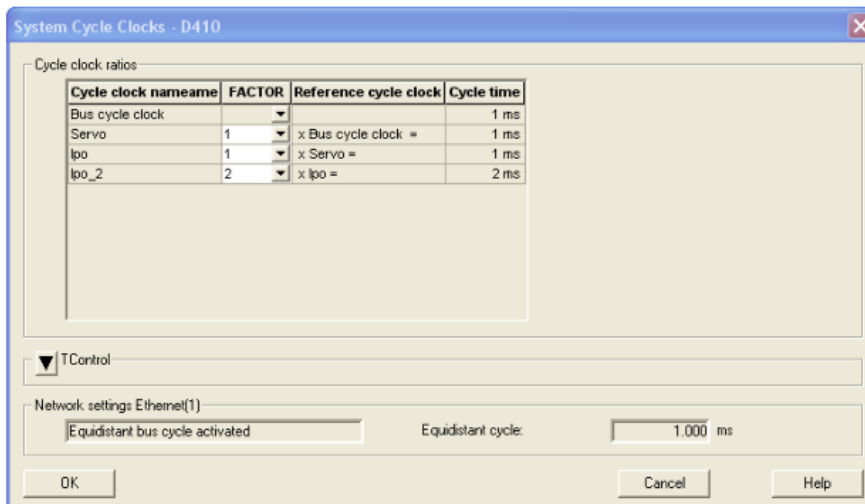 System Cycle Clocks - D410
Cycle clock ratios
Cycle clock nameame FACTOR Reference cycle clock Cycle time
Bus cycle clock 1 ms
Servo 1 x Bus cycle clock = 1 ms
Ipo 1 x Servo = 1 ms
Ipo_2 2 x Ipo = 2 ms
TControl
Network settings Ethernet(1)
Equidistant bus cycle activated Equidistant cycle: 1.000 ms
OK Cancel Help